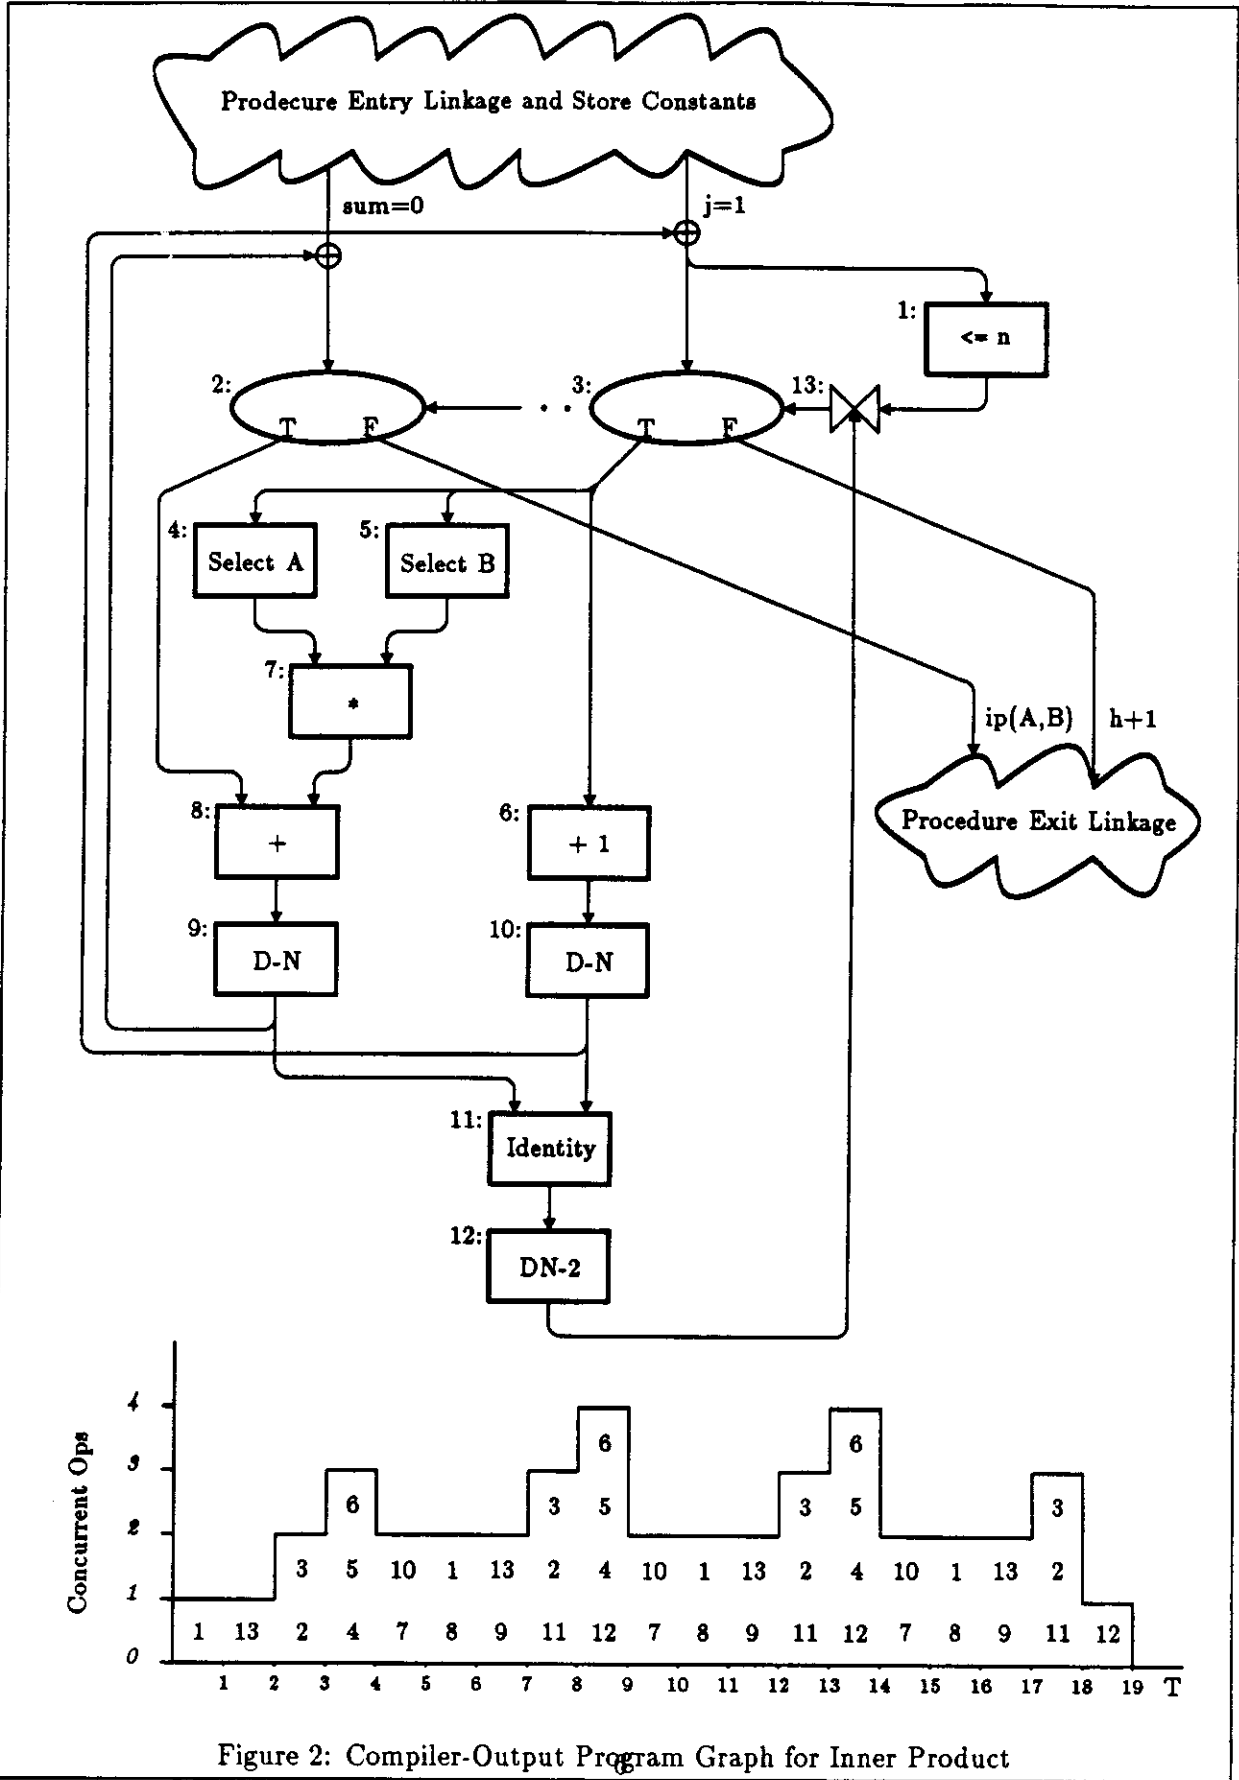 Prodecure Entry Linkage and Store Constants
sum=0
j=1
1:
<= n
2:
3:
13:
T F
T F
4:
5:
Select A
Select B
7:
*
ip(A,B)
h+1
8:
6:
+
+ 1
Procedure Exit Linkage
9:
10:
D-N
D-N
11:
Identity
12:
DN-2
Concurrent Ops
4
3
2
1
0
6 6
6 3 5 3 5 3
3 5 10 1 13 2 4 10 1 13 2 4 10 1 13 2
1 13 2 4 7 8 9 11 12 7 8 9 11 12 7 8 9 11 12
1 2 3 4 5 6 7 8 9 10 11 12 13 14 15 16 17 18 19 T
Figure 2: Compiler-Output Program Graph for Inner Product
6